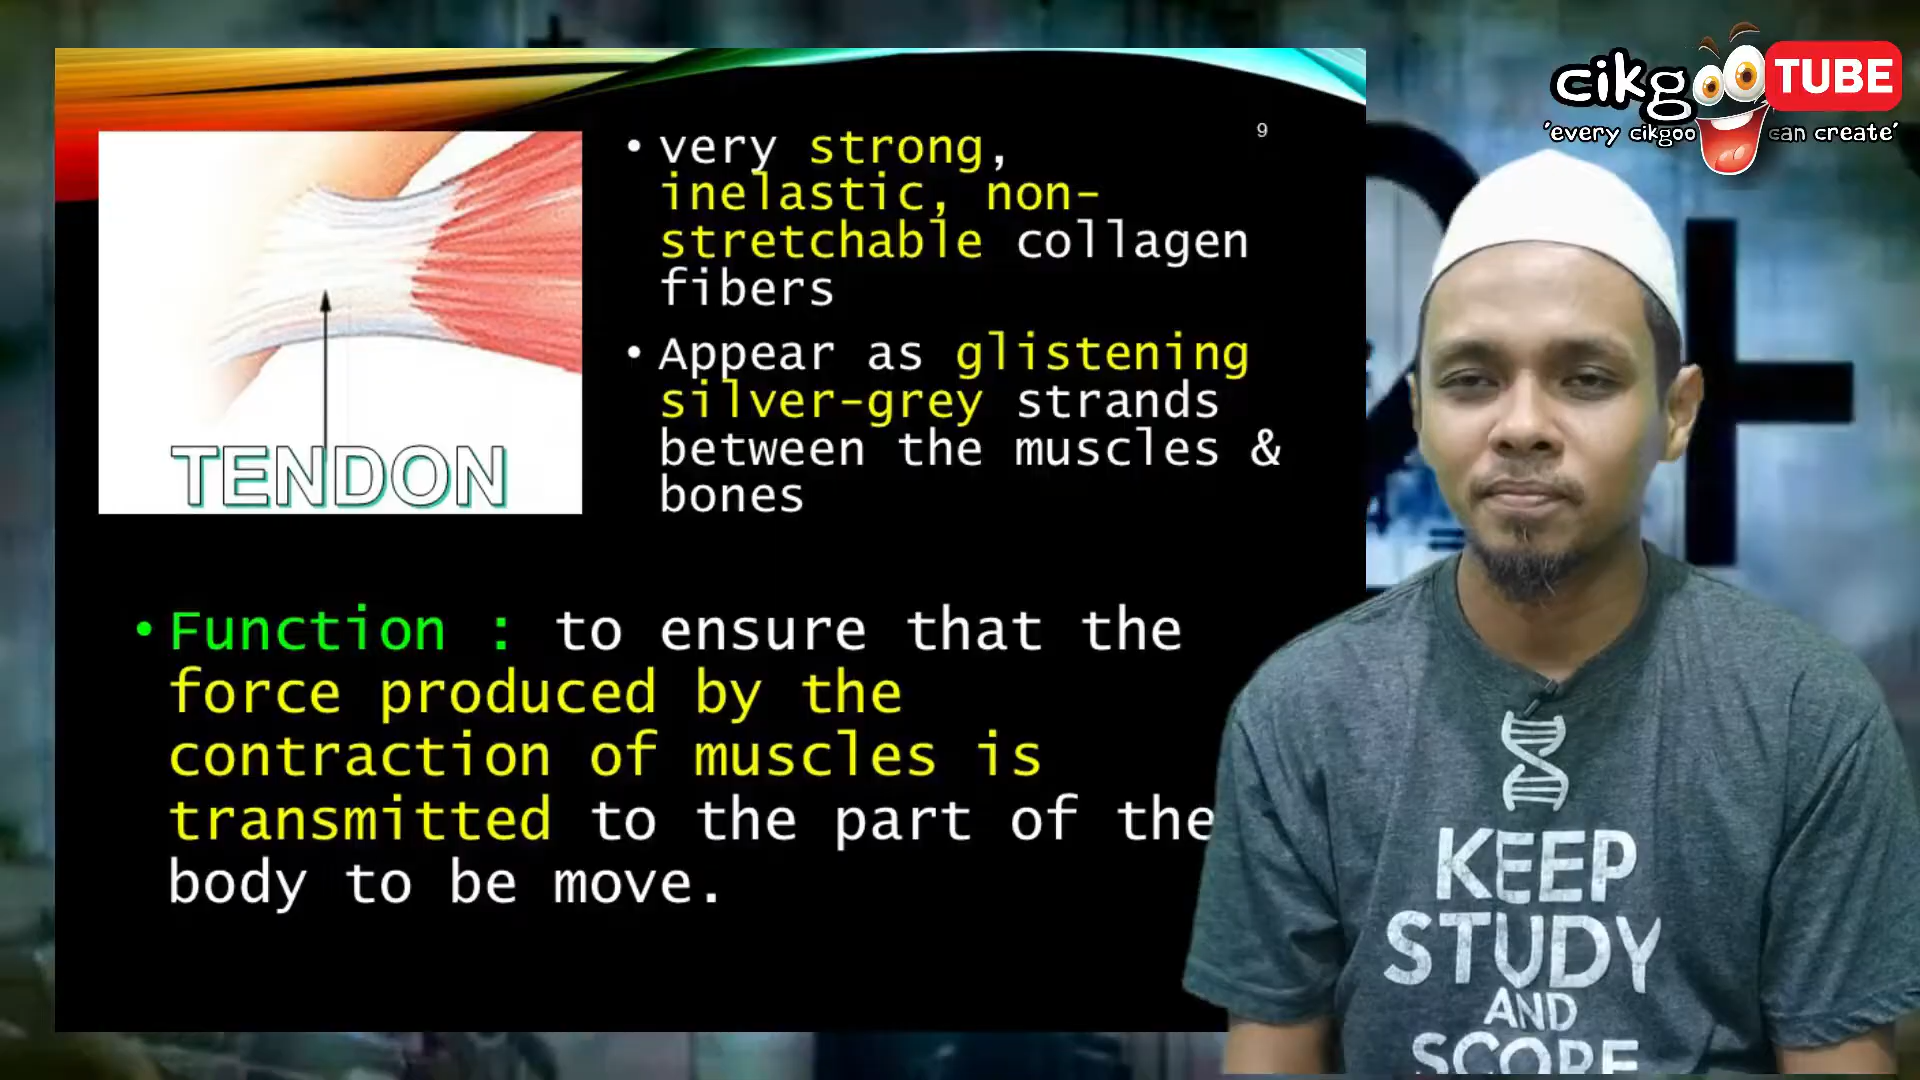 cikgoo TUBE
'every cikgoo can create'
9
• very strong,
inelastic, non-
stretchable collagen
fibers
• Appear as glistening
silver-grey strands
between the muscles &
bones
TENDON
• Function : to ensure that the
force produced by the
contraction of muscles is
transmitted to the part of the
body to be move.
KEEP
STUDY
AND
SCORE